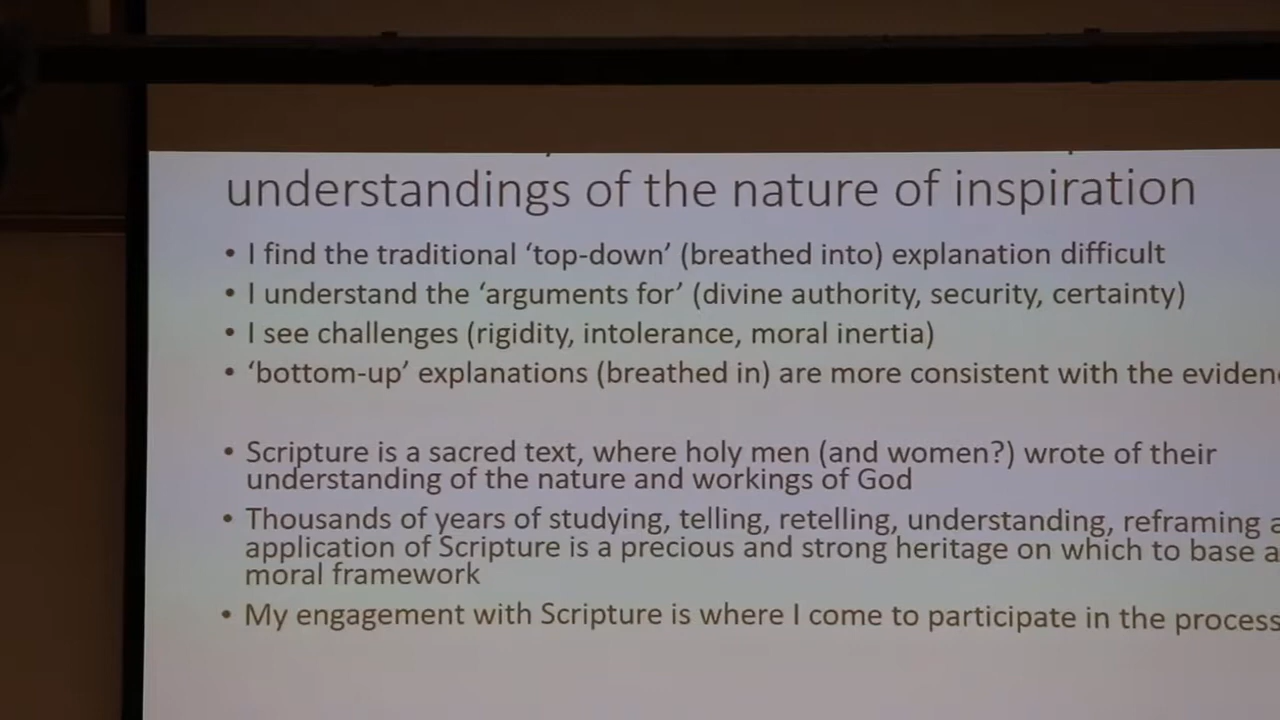 understandings of the nature of inspiration
• I find the traditional ‘top-down’ (breathed into) explanation difficult
• I understand the ‘arguments for’ (divine authority, security, certainty)
• I see challenges (rigidity, intolerance, moral inertia)
• ‘bottom-up’ explanations (breathed in) are more consistent with the
• Scripture is a sacred text, where holy men (and women?) wrote of their
understanding of the nature and workings of God
• Thousands of years of studying, telling, retelling, understanding, reframing
application of Scripture is a precious and strong heritage on which to base a
moral framework
• My engagement with Scripture is where I come to participate in the process